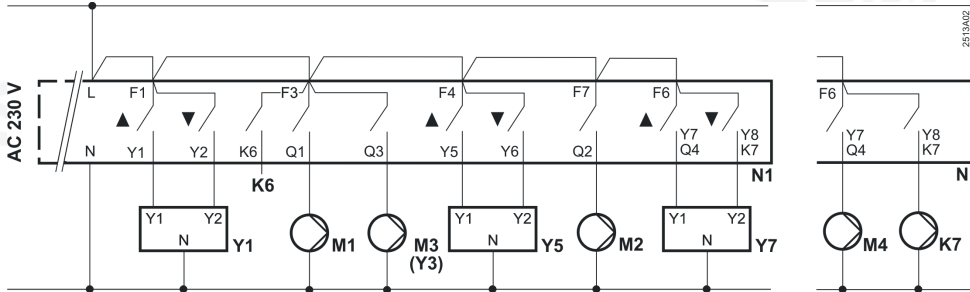 2513A02
AC 230 V
L F1 F3 F4 F7 F6 F6
Y7 Y8 Y7 Y8
N Y1 Y2 K6 Q1 Q3 Y5 Y6 Q2 Q4 K7 Q4 K7
K6 N1 N
Y1 Y2 Y1 Y2 Y1 Y2
N Y1 M1 M3 N Y5 M2 N Y7 M4 K7
(Y3)